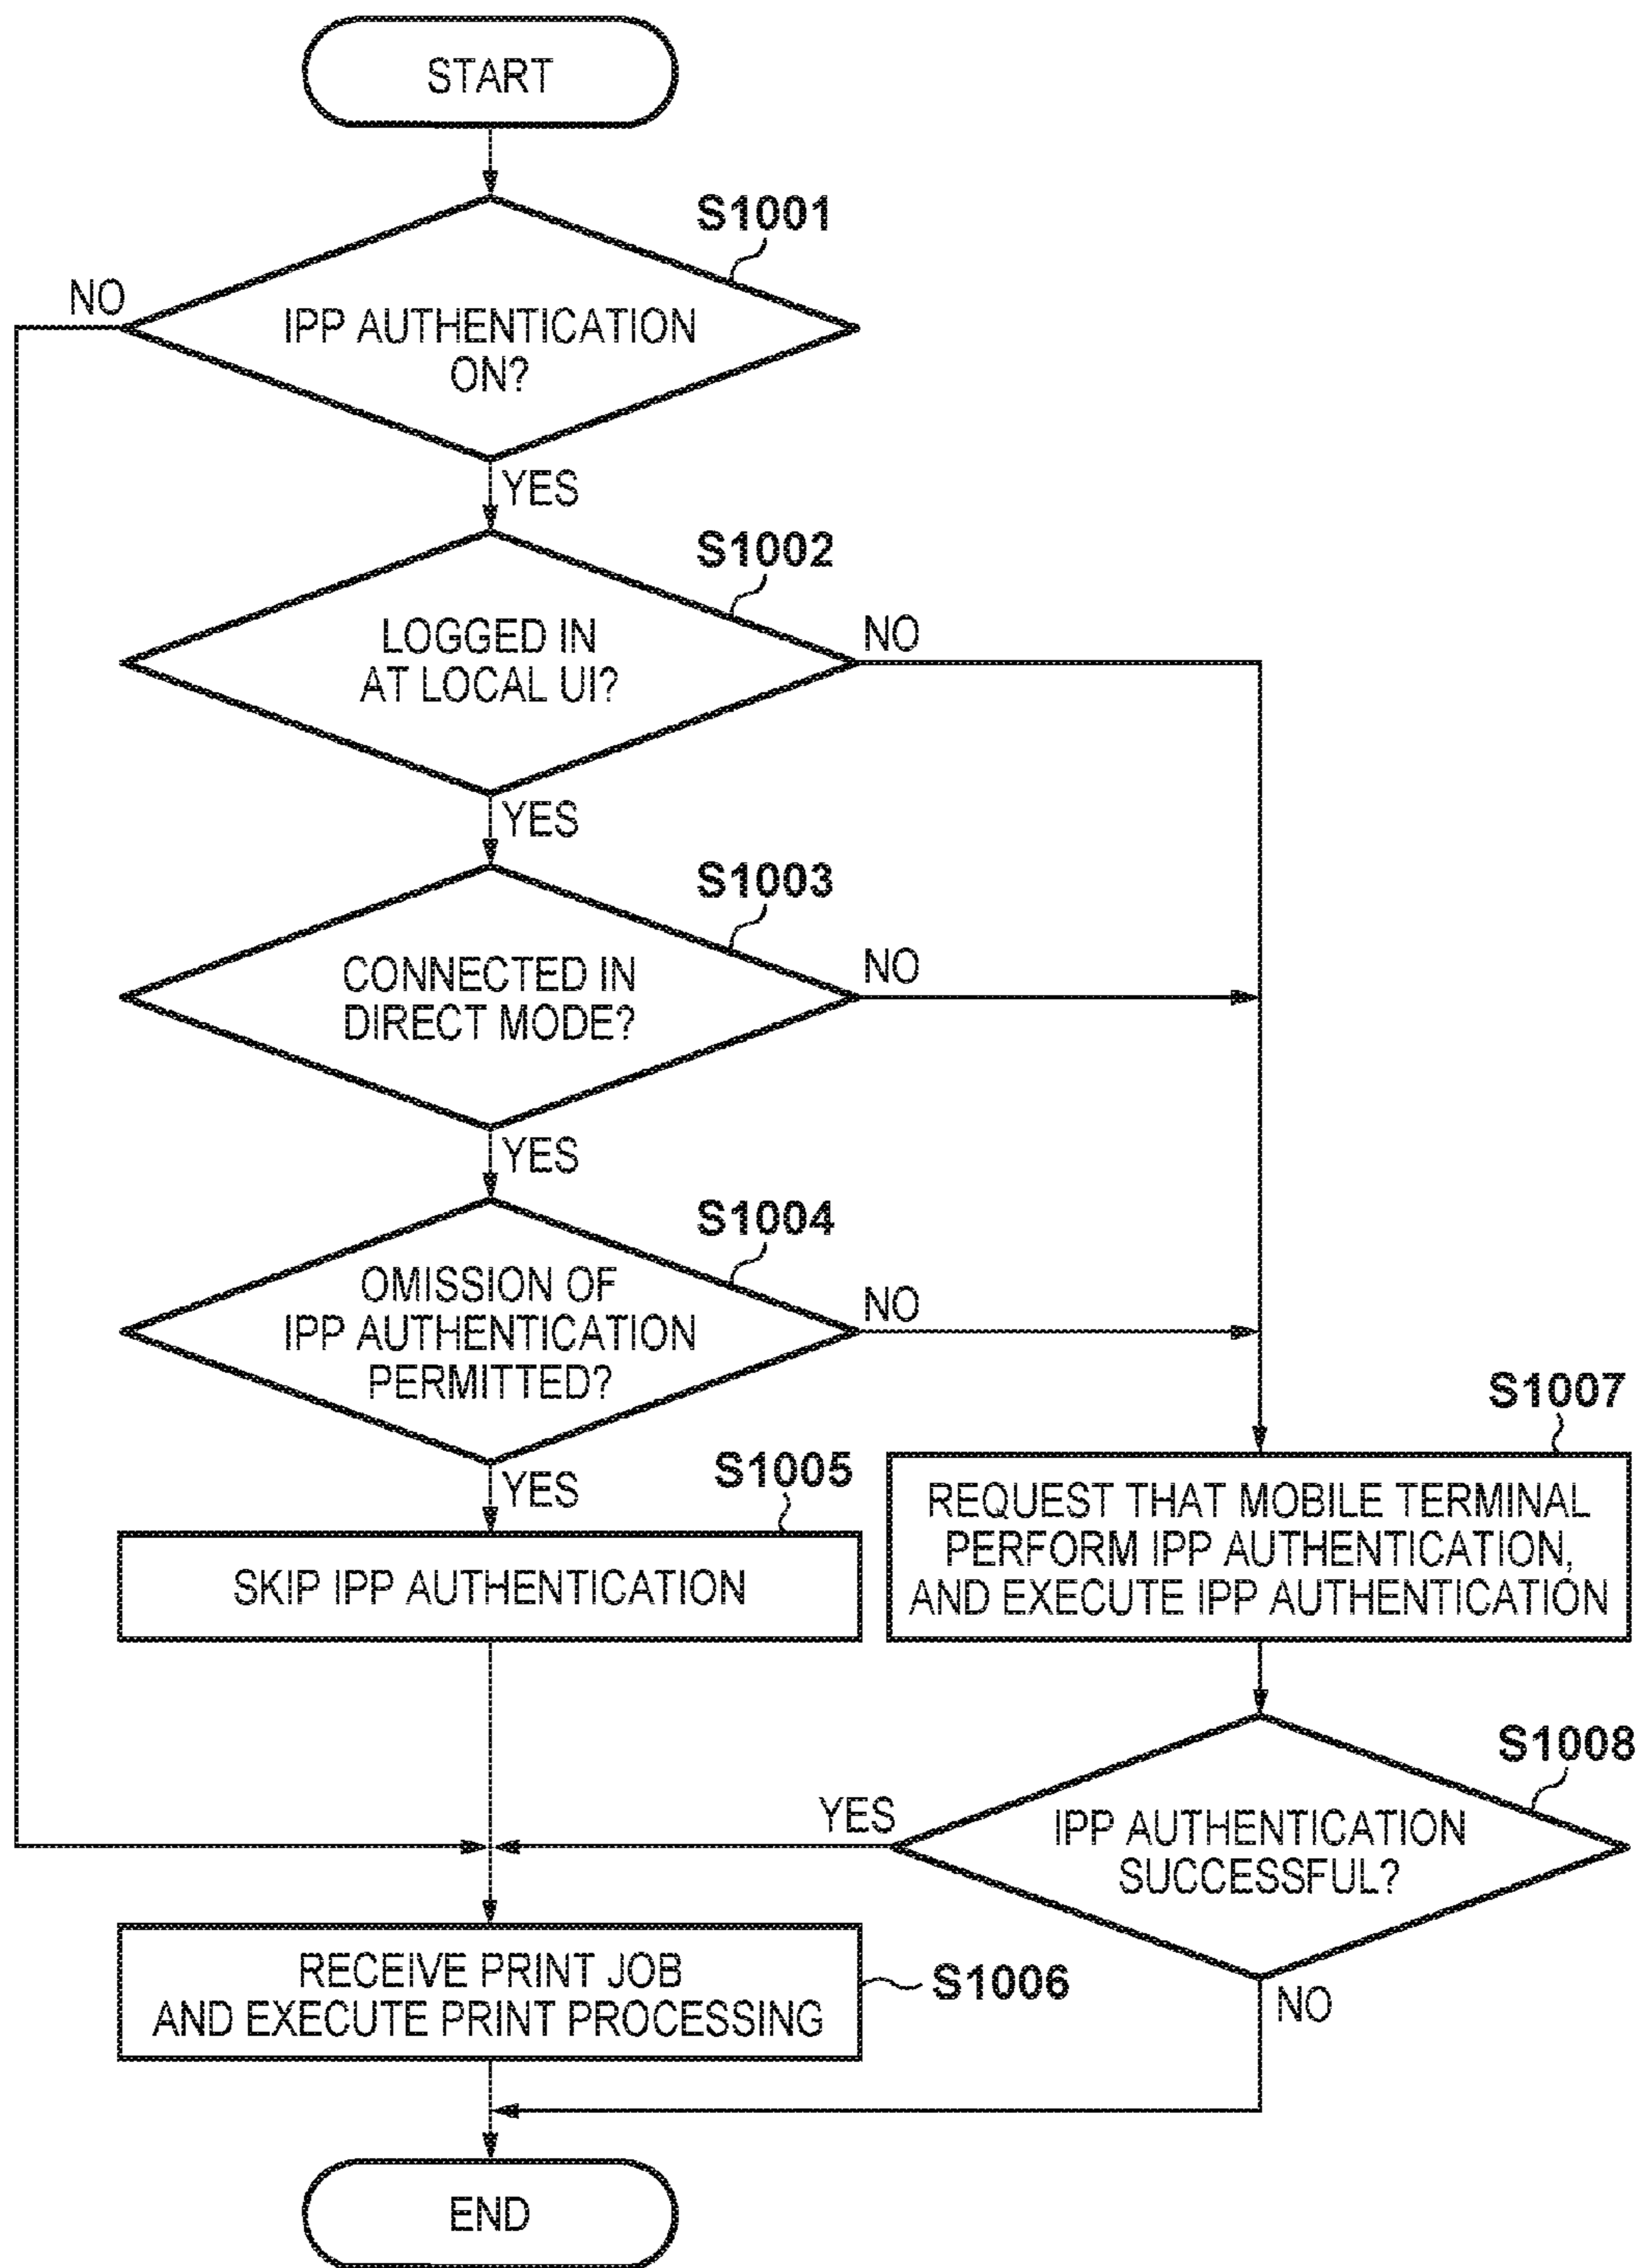 START
S1001
NO
IPP AUTHENTICATION
ON?
YES
S1002
LOGGED IN
AT LOCAL UI?
NO
YES
S1003
CONNECTED IN
DIRECT MODE?
NO
YES
S1004
OMISSION OF
IPP AUTHENTICATION
PERMITTED?
NO
YES
S1005
SKIP IPP AUTHENTICATION
S1007
REQUEST THAT MOBILE TERMINAL
PERFORM IPP AUTHENTICATION,
AND EXECUTE IPP AUTHENTICATION
S1008
YES
IPP AUTHENTICATION
SUCCESSFUL?
NO
RECEIVE PRINT JOB
AND EXECUTE PRINT PROCESSING
S1006
END